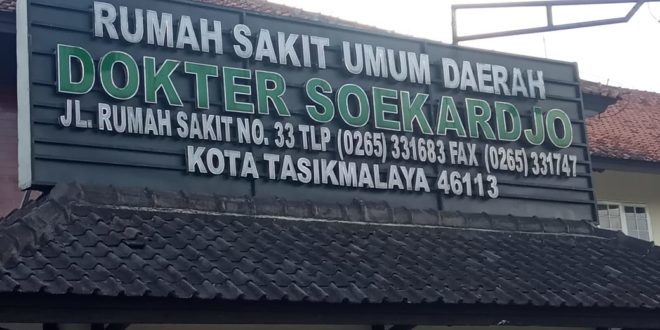 RUMAH SAKIT UMUM DAERAH
DOKTER SOEKARDJO
JL. RUMAH SAKIT NO. 33 TLP (0265) 331683 FAX (0265) 331747
KOTA TASIKMALAYA 46113